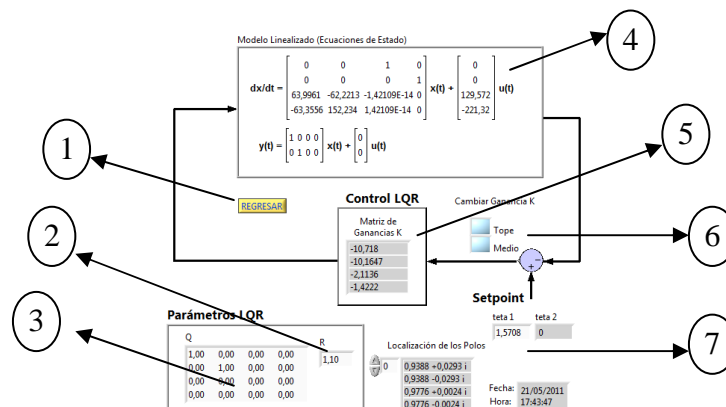 Modelo Linealizado (Ecuaciones de Estado)
4
0 0 1 0
0 0 0 1
dx/dt = 63,9961 -62,2213 -1,42109E-14 0 x(t) + 129,572 u(t)
-63,3556 152,234 1,42109E-14 0 -221,32
0
0
y(t) = 1 0 0 0 x(t) + 0 u(t)
0 1 0 0 0
5
1
REGRESAR
Control LQR
Cambiar Ganancia K
Matriz de
Ganancias K
-10,718
-10,1647
-2,1136
-1,4222
Tope
Medio
6
+
−
2
Setpoint
teta 1 teta 2
1,5708 0
3
Parámetros LQR
Q
1,00 0,00 0,00 0,00
0,00 1,00 0,00 0,00
0,00 0,00 0,00 0,00
0,00 0,00 0,00 0,00
R
1,10
Localización de los Polos
0
0,9388 +0,0293 i
0,9388 -0,0293 i
0,9776 +0,0024 i
0,9776 -0,0024 i
7
Fecha: 21/05/2011
Hora: 17:43:47